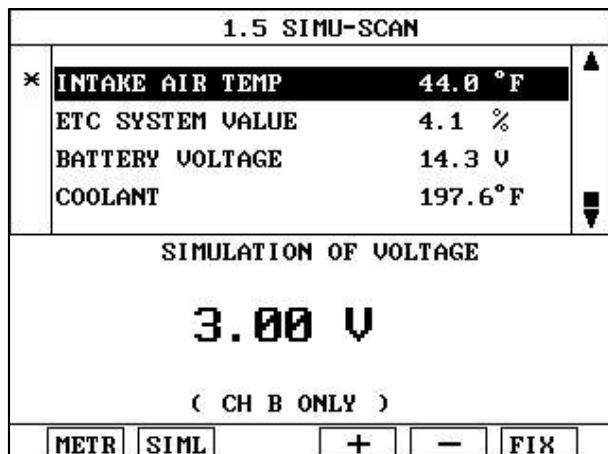 1.5 SIMU-SCAN
* INTAKE AIR TEMP 44.0 °F
ETC SYSTEM VALUE 4.1 %
BATTERY VOLTAGE 14.3 V
COOLANT 197.6°F
SIMULATION OF VOLTAGE
3.00 V
( CH B ONLY )
METR SIML + - FIX